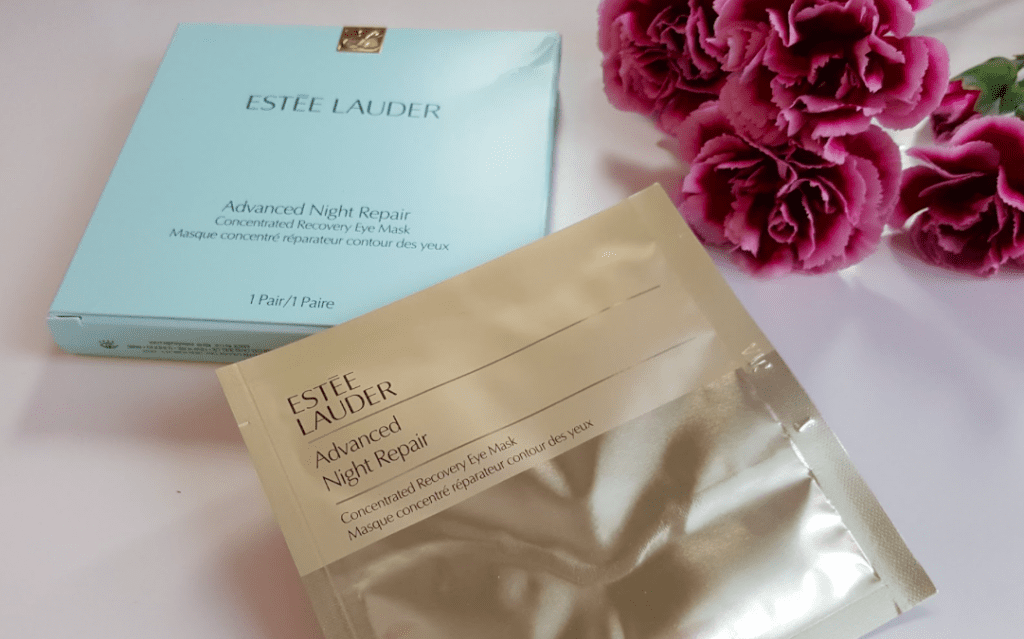 ESTĒE LAUDER
Advanced Night Repair
Concentrated Recovery Eye Mask
Masque concentré réparateur contour des yeux
1 Pair/1 Paire
ESTĒE
LAUDER
Advanced
Night Repair
Concentrated Recovery Eye Mask
Masque concentré réparateur contour des yeux